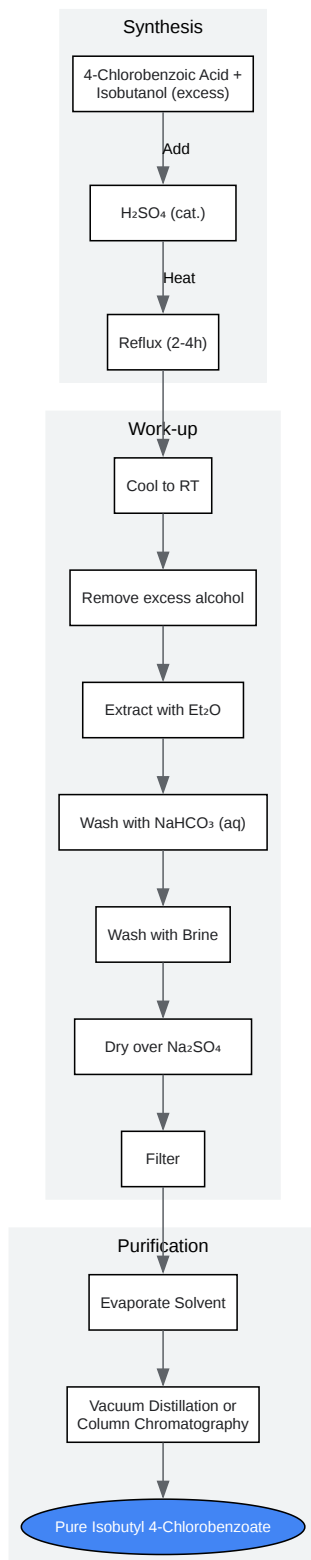 Synthesis
4-Chlorobenzoic Acid +
Isobutanol (excess)
Add
H₂SO₄ (cat.)
Heat
Reflux (2-4h)
Work-up
Cool to RT
Remove excess alcohol
Extract with Et₂O
Wash with NaHCO₃ (aq)
Wash with Brine
Dry over Na₂SO₄
Filter
Purification
Evaporate Solvent
Vacuum Distillation or
Column Chromatography
Pure Isobutyl 4-Chlorobenzoate